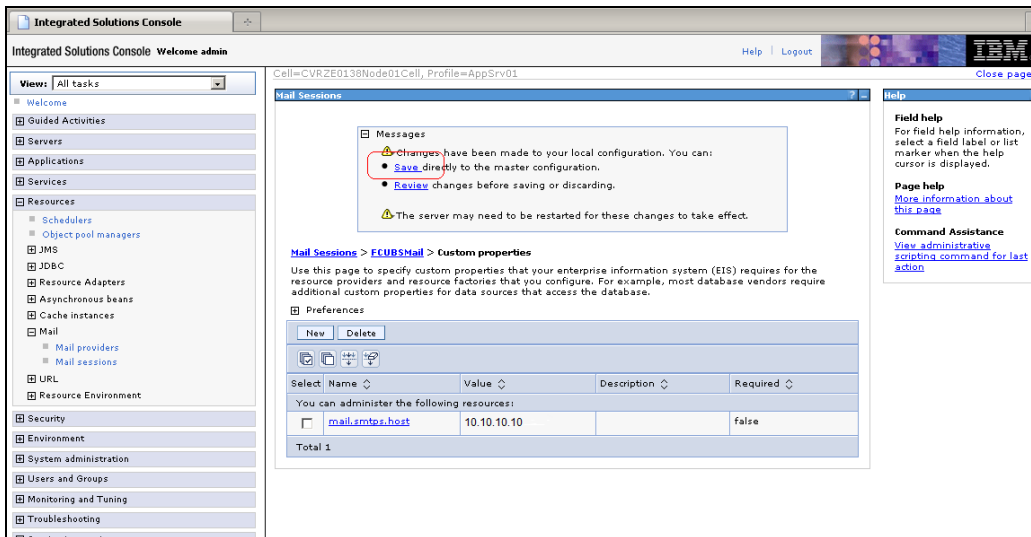 Integrated Solutions Console
Integrated Solutions Console Welcome admin
Help | Logout
IBM
View: All tasks
Welcome
Guided Activities
Servers
Applications
Services
Resources
Schedulers
Object pool managers
JMS
JDBC
Resource Adapters
Asynchronous beans
Cache instances
Mail
Mail providers
Mail sessions
URL
Resource Environment
Security
Environment
System administration
Users and Groups
Monitoring and Tuning
Troubleshooting
Cell=CVRZE0138Node01Cell, Profile=AppSrv01
Close page
Mail Sessions
Messages
Changes have been made to your local configuration. You can:
Save directly to the master configuration.
Review changes before saving or discarding.
The server may need to be restarted for these changes to take effect.
Mail Sessions > FCUBSMail > Custom properties
Use this page to specify custom properties that your enterprise information system (EIS) requires for the
resource providers and resource factories that you configure. For example, most database vendors require
additional custom properties for data sources that access the database.
Preferences
New Delete
Select Name Value Description Required
You can administer the following resources:
mail.smtps.host 10.10.10.10 false
Total 1
Help
Field help
For field help information,
select a field label or list
marker when the help
cursor is displayed.
Page help
More information about
this page
Command Assistance
View administrative
scripting command for last
action